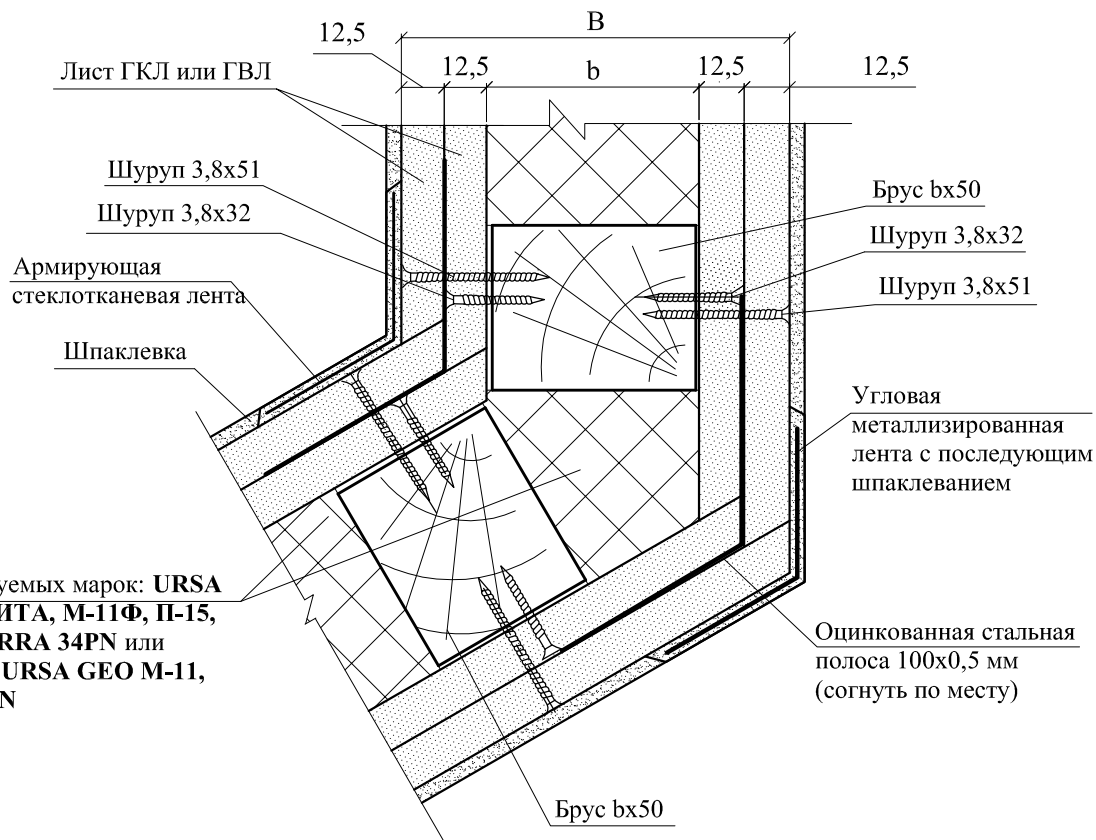 B
12,5
12,5
b
12,5
12,5
Лист ГКЛ или ГВЛ
Шуруп 3,8х51
Шуруп 3,8х32
Армирующая
стеклотканевая лента
Шпаклевка
Брус bх50
Шуруп 3,8х32
Шуруп 3,8х51
Угловая
металлизированная
лента с последующим
шпаклеванием
уемых марок: URSA
ИТА, М-11Ф, П-15,
RRA 34PN или
URSA GEO М-11,
N
Оцинкованная стальная
полоса 100х0,5 мм
(согнуть по месту)
Брус bх50